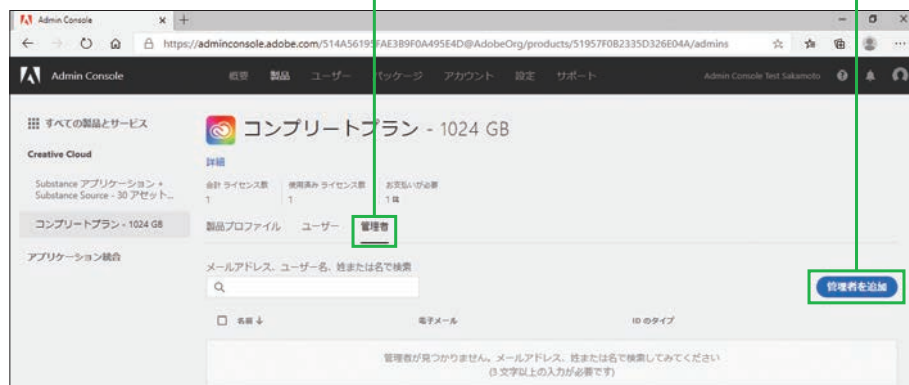 Admin Console
https://adminconsole.adobe.com/514A56195FAE3B9F0A495E4D@AdobeOrg/products/51957F0B2335D326E04A/admins
Admin Console 概要 製品 ユーザー パッケージ アカウント 設定 サポート Admin Console Test Sakamoto
すべての製品とサービス
Creative Cloud
Substance アプリケーション +
Substance Source - 30 アセット...
コンプリートプラン - 1024 GB
アプリケーション統合
コンプリートプラン - 1024 GB
詳細
合計 ライセンス数 使用済み ライセンス数 お支払いが必要
1 1 1
製品プロファイル ユーザー 管理者
メールアドレス、ユーザー名、姓または名で検索
管理者を追加
名前 ↓ 電子メール ID のタイプ
管理者が見つかりません。メールアドレス、姓または名で検索してみてください
(3 文字以上の入力が必要です)